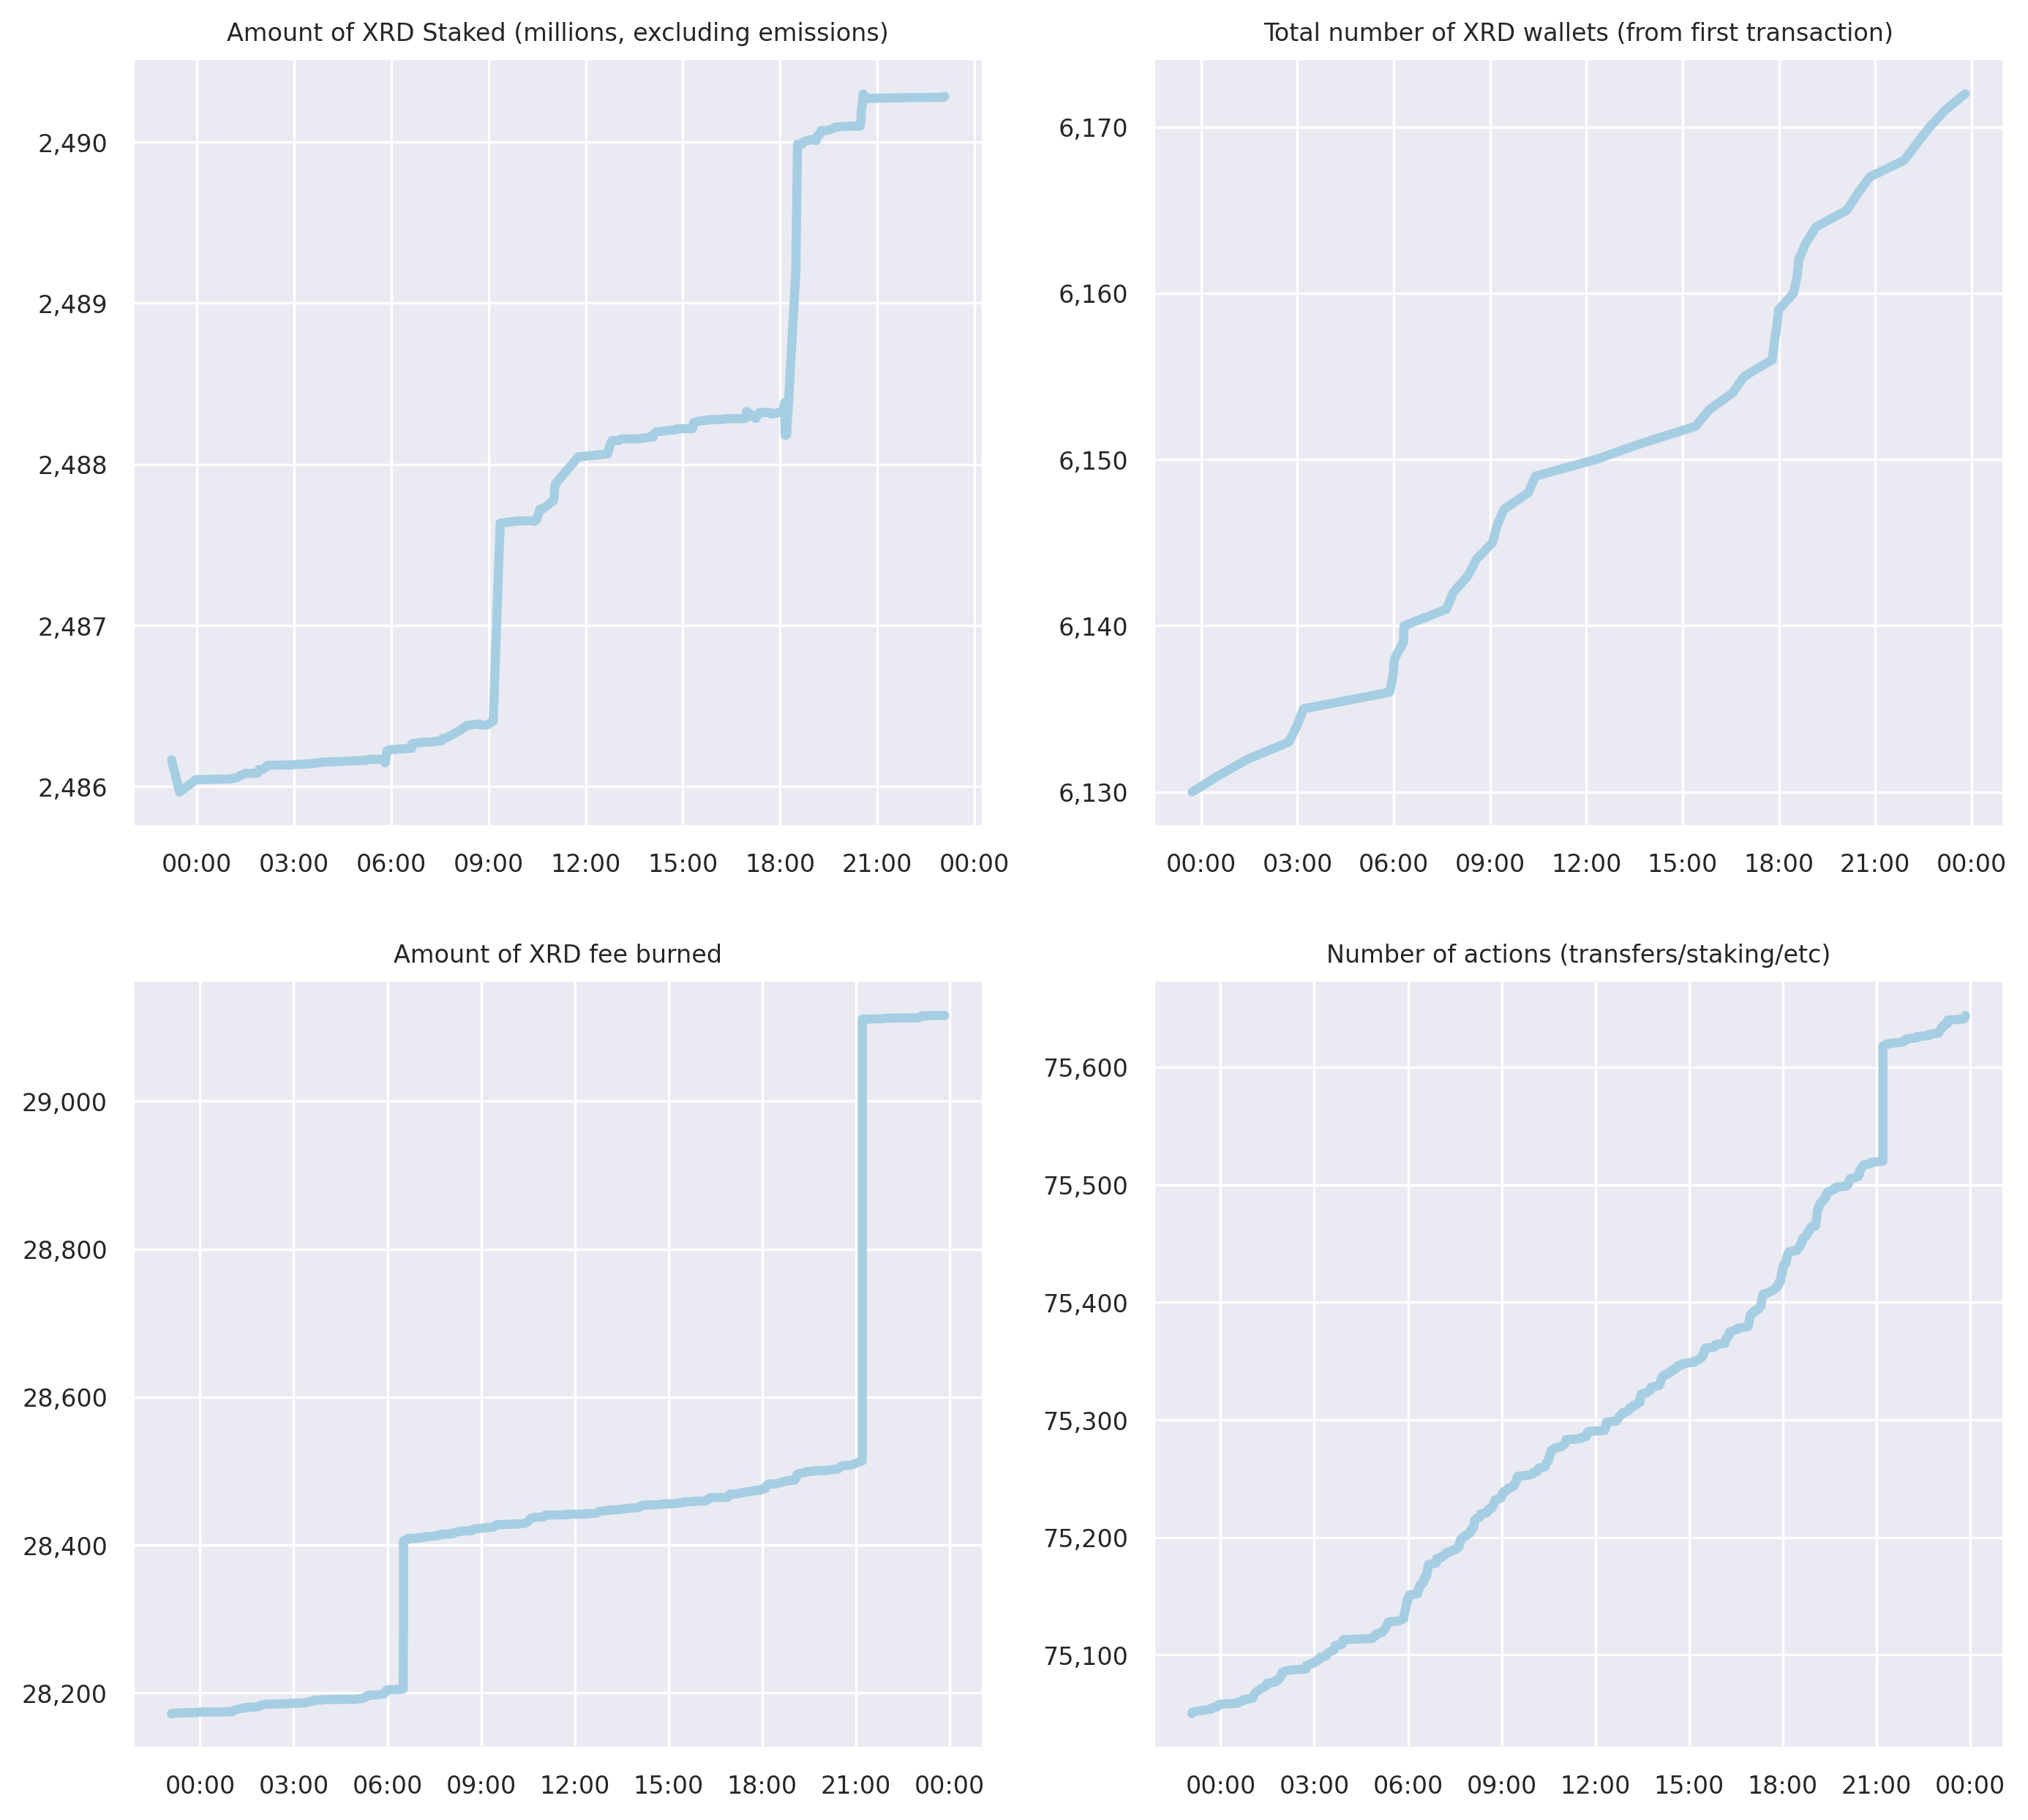 Amount of XRD Staked (millions, excluding emissions)
2,490
2,489
2,488
2,487
2,486
00:00 03:00 06:00 09:00 12:00 15:00 18:00 21:00 00:00
Total number of XRD wallets (from first transaction)
6,170
6,160
6,150
6,140
6,130
00:00 03:00 06:00 09:00 12:00 15:00 18:00 21:00 00:00
Amount of XRD fee burned
29,000
28,800
28,600
28,400
28,200
00:00 03:00 06:00 09:00 12:00 15:00 18:00 21:00 00:00
Number of actions (transfers/staking/etc)
75,600
75,500
75,400
75,300
75,200
75,100
00:00 03:00 06:00 09:00 12:00 15:00 18:00 21:00 00:00